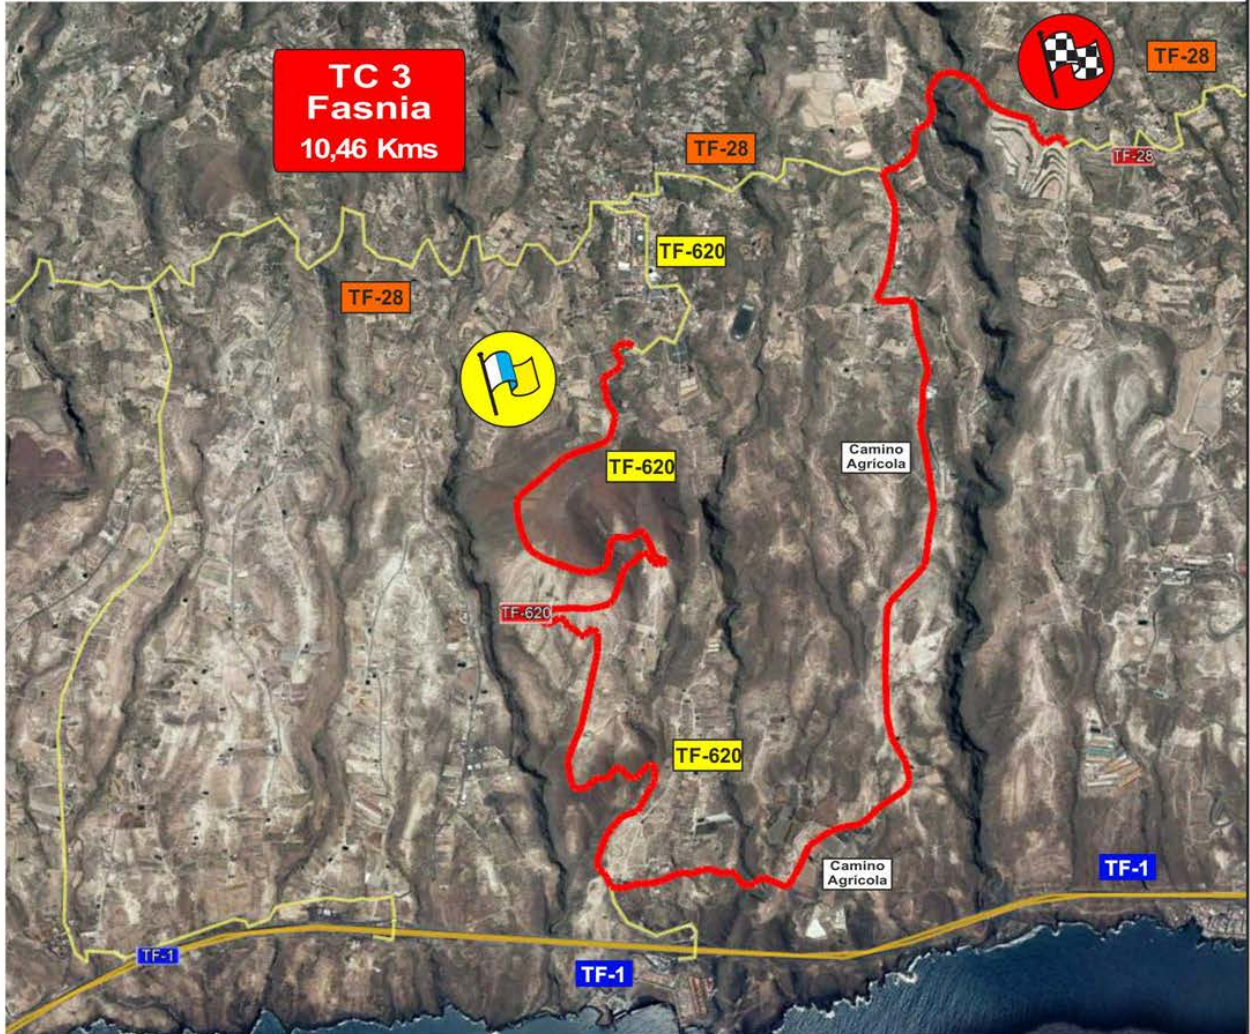 TC 3
Fasnia
10,46 Kms
TF-28
TF-28
TF-28
TF-620
TF-28
Camino
Agrícola
TF-620
TF-620
TF-620
Camino
Agrícola
TF-1
TF-1
TF-1